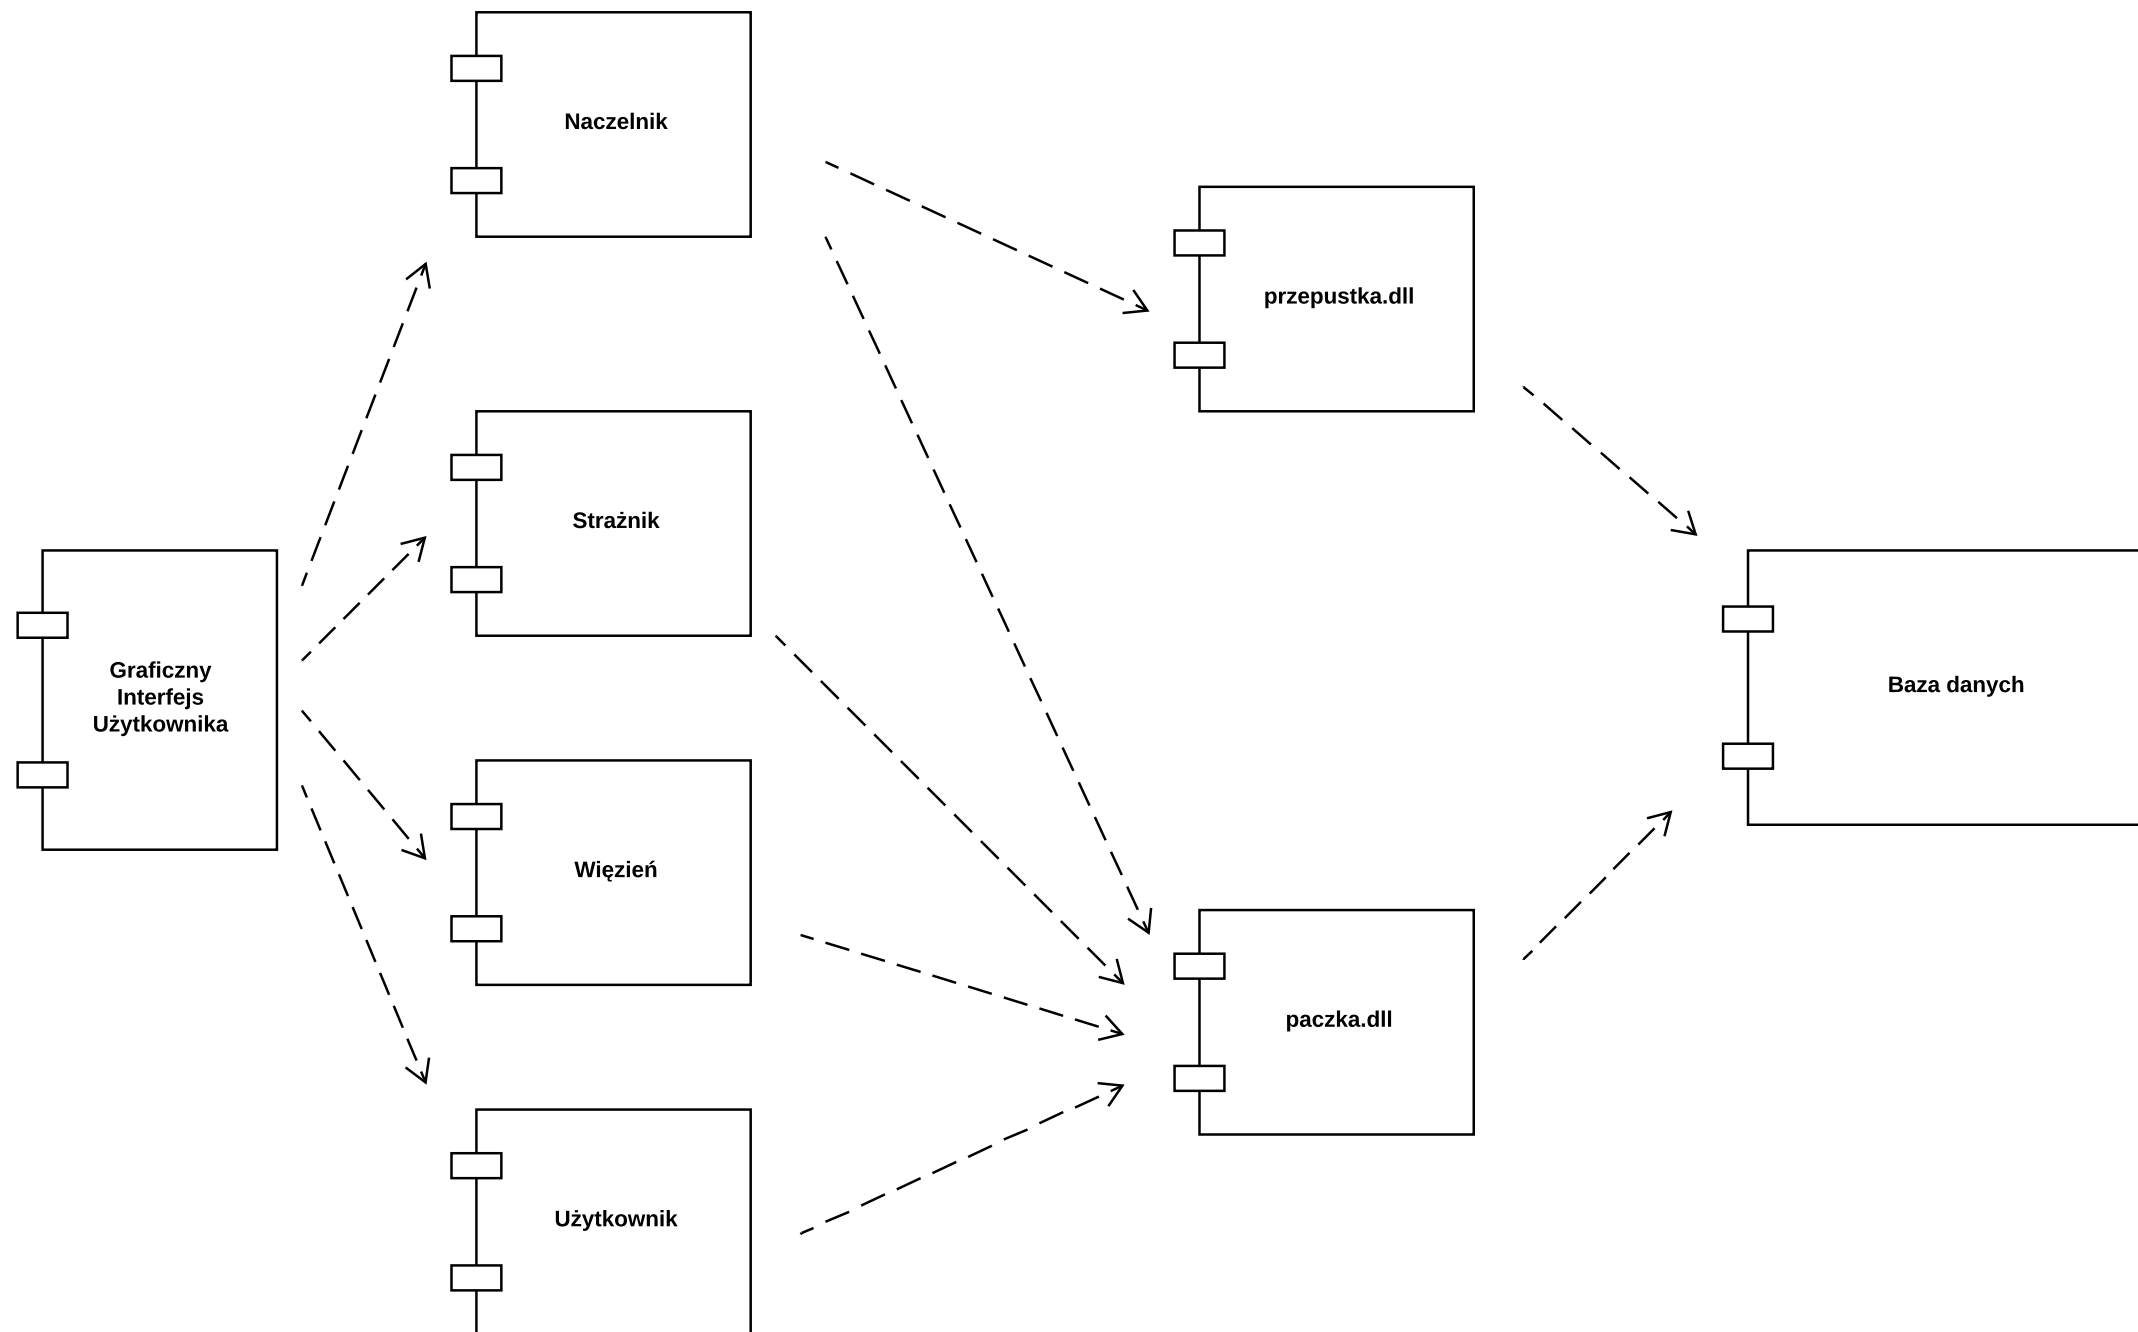 Naczelnik
przepustka.dll
Strażnik
Graficzny
Interfejs
Użytkownika
Baza danych
Więzień
paczka.dll
Użytkownik